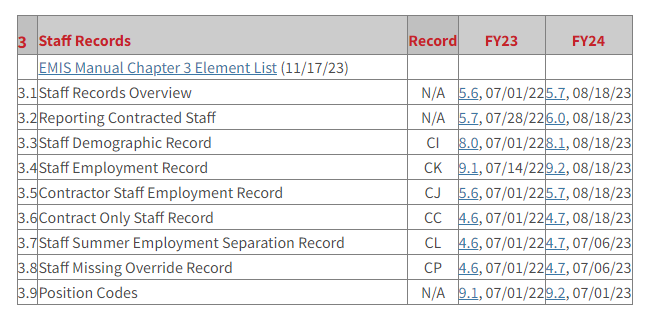 3 Staff Records Record FY23 FY24
EMIS Manual Chapter 3 Element List (11/17/23)
3.1 Staff Records Overview N/A 5.6, 07/01/22 5.7, 08/18/23
3.2 Reporting Contracted Staff N/A 5.7, 07/28/22 6.0, 08/18/23
3.3 Staff Demographic Record CI 8.0, 07/01/22 8.1, 08/18/23
3.4 Staff Employment Record CK 9.1, 07/14/22 9.2, 08/18/23
3.5 Contractor Staff Employment Record CJ 5.6, 07/01/22 5.7, 08/18/23
3.6 Contract Only Staff Record CC 4.6, 07/01/22 4.7, 08/18/23
3.7 Staff Summer Employment Separation Record CL 4.6, 07/01/22 4.7, 07/06/23
3.8 Staff Missing Override Record CP 4.6, 07/01/22 4.7, 07/06/23
3.9 Position Codes N/A 9.1, 07/01/22 9.2, 07/01/23